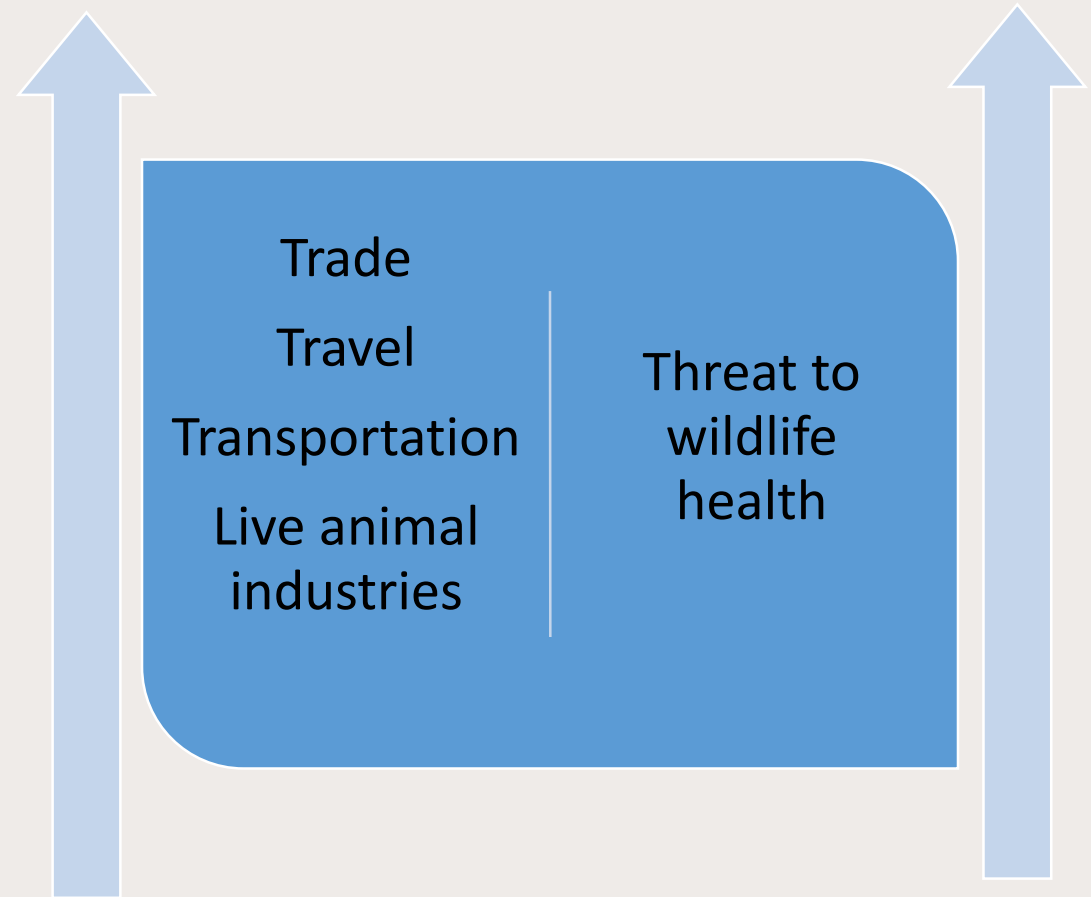 Trade
Travel
Transportation
Live animal
industries
Threat to
wildlife
health